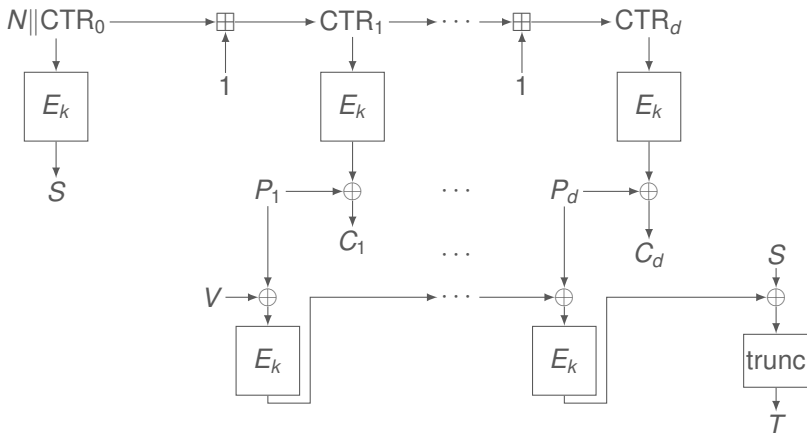 N||CTR₀ CTR₁ ··· CTR_d
1 1
E_k E_k E_k
S P₁ ··· P_d
C₁ ··· C_d S
V ···
E_k E_k trunc
T